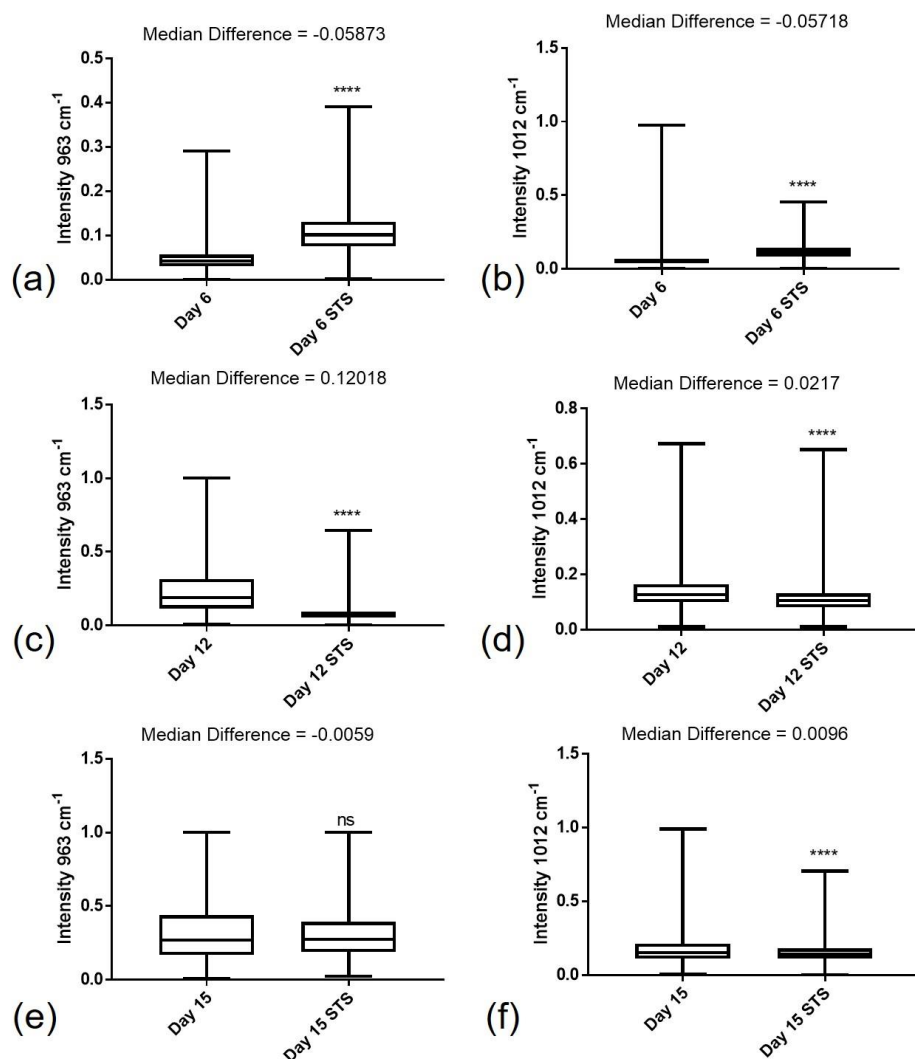 Median Difference = -0.05873
Intensity 963 cm⁻¹
0.5
0.4
0.3
0.2
0.1
0.0
****
Day 6
Day 6 STS
(a)
Median Difference = -0.05718
Intensity 1012 cm⁻¹
1.5
1.0
0.5
0.0
****
Day 6
Day 6 STS
(b)
Median Difference = 0.12018
Intensity 963 cm⁻¹
1.5
1.0
0.5
0.0
****
Day 12
Day 12 STS
(c)
Median Difference = 0.0217
Intensity 1012 cm⁻¹
0.8
0.6
0.4
0.2
0.0
****
Day 12
Day 12 STS
(d)
Median Difference = -0.0059
Intensity 963 cm⁻¹
1.5
1.0
0.5
0.0
ns
Day 15
Day 15 STS
(e)
Median Difference = 0.0096
Intensity 1012 cm⁻¹
1.5
1.0
0.5
0.0
****
Day 15
Day 15 STS
(f)